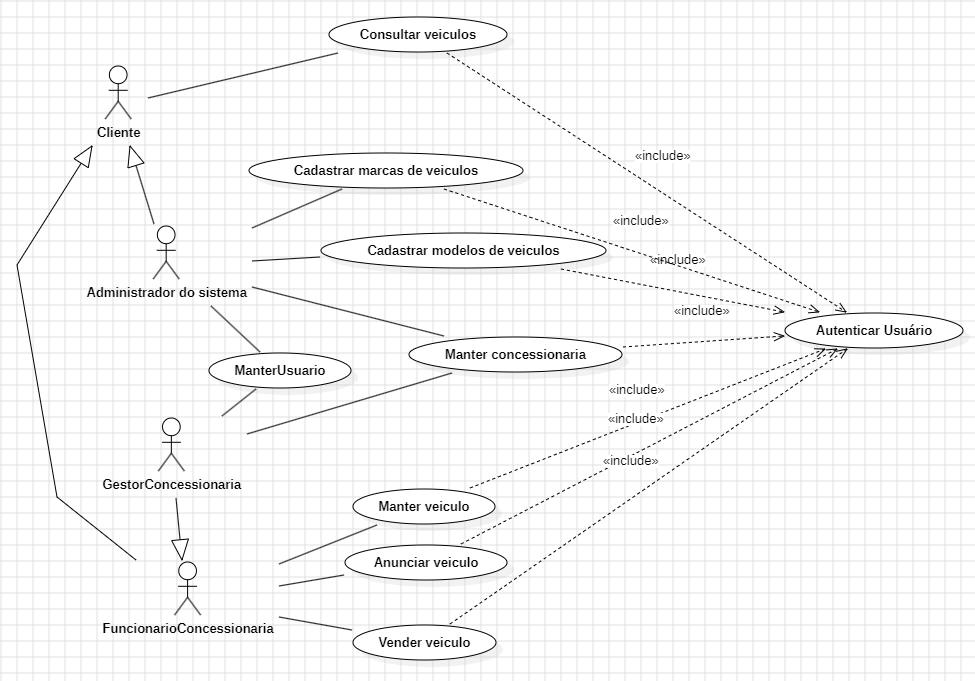 Consultar veiculos
Cliente
«include»
Cadastrar marcas de veiculos
«include»
Cadastrar modelos de veiculos
«include»
Administrador do sistema
«include»
Autenticar Usuário
Manter concessionaria
ManterUsuario
«include»
«include»
«include»
GestorConcessionaria
Manter veiculo
Anunciar veiculo
FuncionarioConcessionaria
Vender veiculo